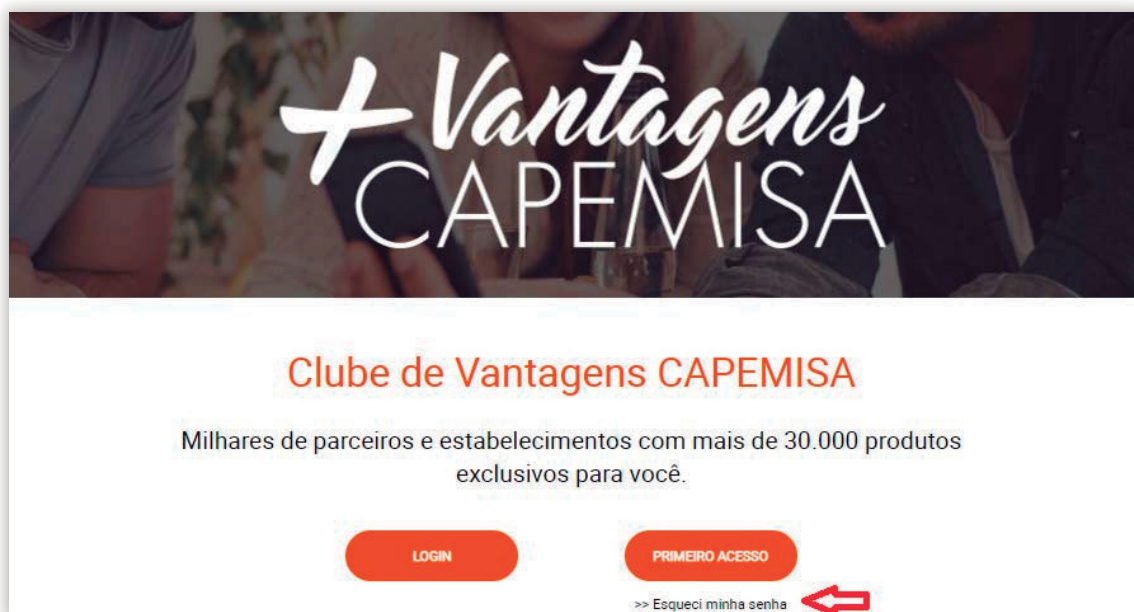 +Vantagens
CAPEMISA
Clube de Vantagens CAPEMISA
Milhares de parceiros e estabelecimentos com mais de 30.000 produtos
exclusivos para você.
LOGIN
PRIMEIRO ACESSO
>> Esqueci minha senha